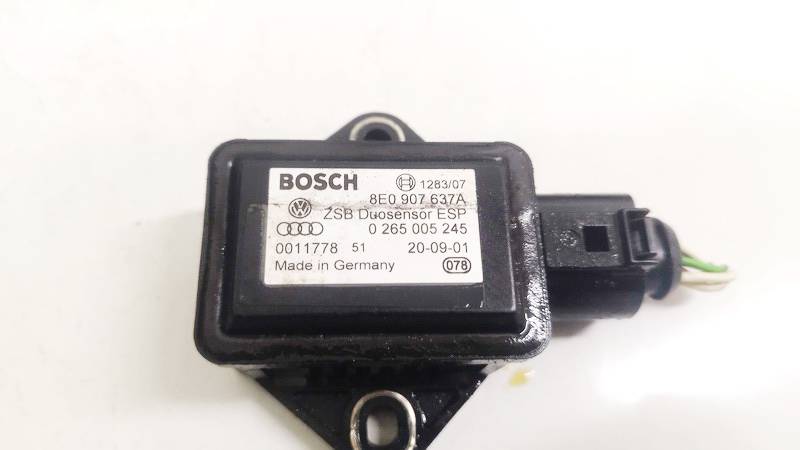 BOSCH 1283/07
8E0 907 637A
ZSB Duosensor ESP
0 265 005 245
0011778 51 20-09-01
Made in Germany 078